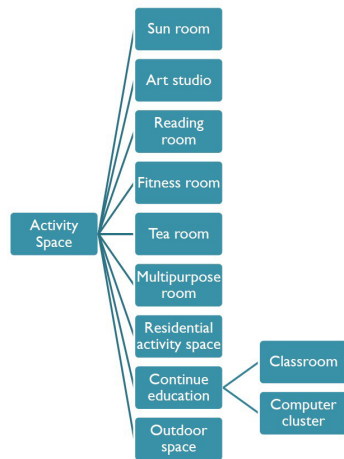 Sun room
Art studio
Reading
room
Fitness room
Activity
Space
Tea room
Multipurpose
room
Residential
activity space
Continue
education
Classroom
Computer
cluster
Outdoor
space